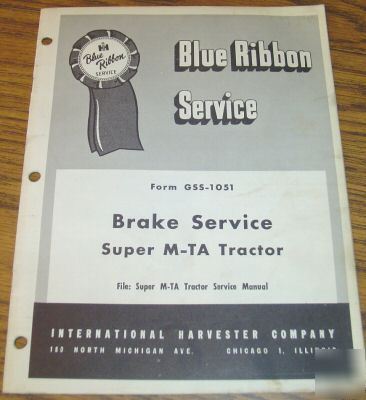 IH
Blue Ribbon
SERVICE
Blue Ribbon
Service
Form GSS-1051
Brake Service
Super M-TA Tractor
File: Super M-TA Tractor Service Manual
INTERNATIONAL HARVESTER COMPANY
180 NORTH MICHIGAN AVE. CHICAGO 1, ILLINOIS